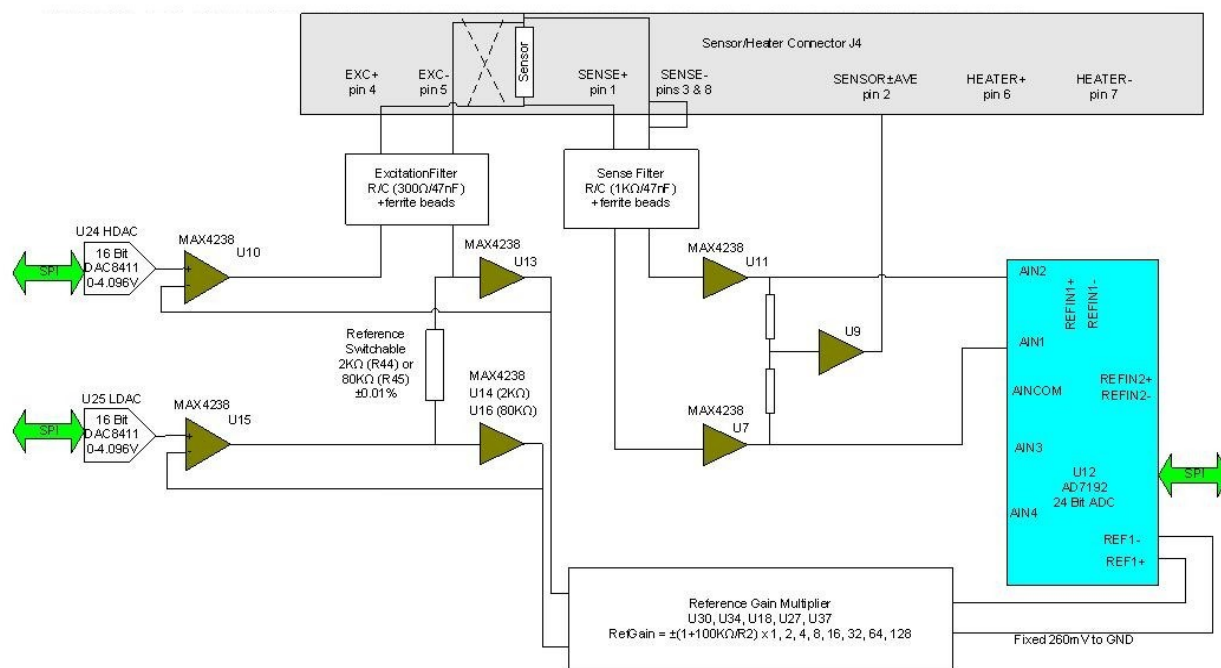 Sensor/Heater Connector J4
Sensor
EXC+
pin 4
EXC-
pin 5
SENSE+
pin 1
SENSE-
pins 3 & 8
SENSOR±AVE
pin 2
HEATER+
pin 6
HEATER-
pin 7
ExcitationFilter
R/C (300Ω/47nF)
+ferrite beads
Sense Filter
R/C (1KΩ/47nF)
+ferrite beads
U24 HDAC
16 Bit
DAC8411
0-4.096V
SPI
MAX4238
U10
+
-
MAX4238
U13
MAX4238
U11
U9
Reference
Switchable
2KΩ (R44) or
80KΩ (R45)
±0.01%
U25 LDAC
16 Bit
DAC8411
0-4.096V
SPI
MAX4238
U15
+
-
MAX4238
U14 (2KΩ)
U16 (80KΩ)
MAX4238
U7
AIN2
REFIN1+
REFIN1-
AIN1
REFIN2+
REFIN2-
AINCOM
AIN3
U12
AD7192
24 Bit ADC
SPI
AIN4
REF1-
REF1+
Reference Gain Multiplier
U30, U34, U18, U27, U37
RefGain = ±(1+100KΩ/R2) x 1, 2, 4, 8, 16, 32, 64, 128
Fixed 260mV to GND